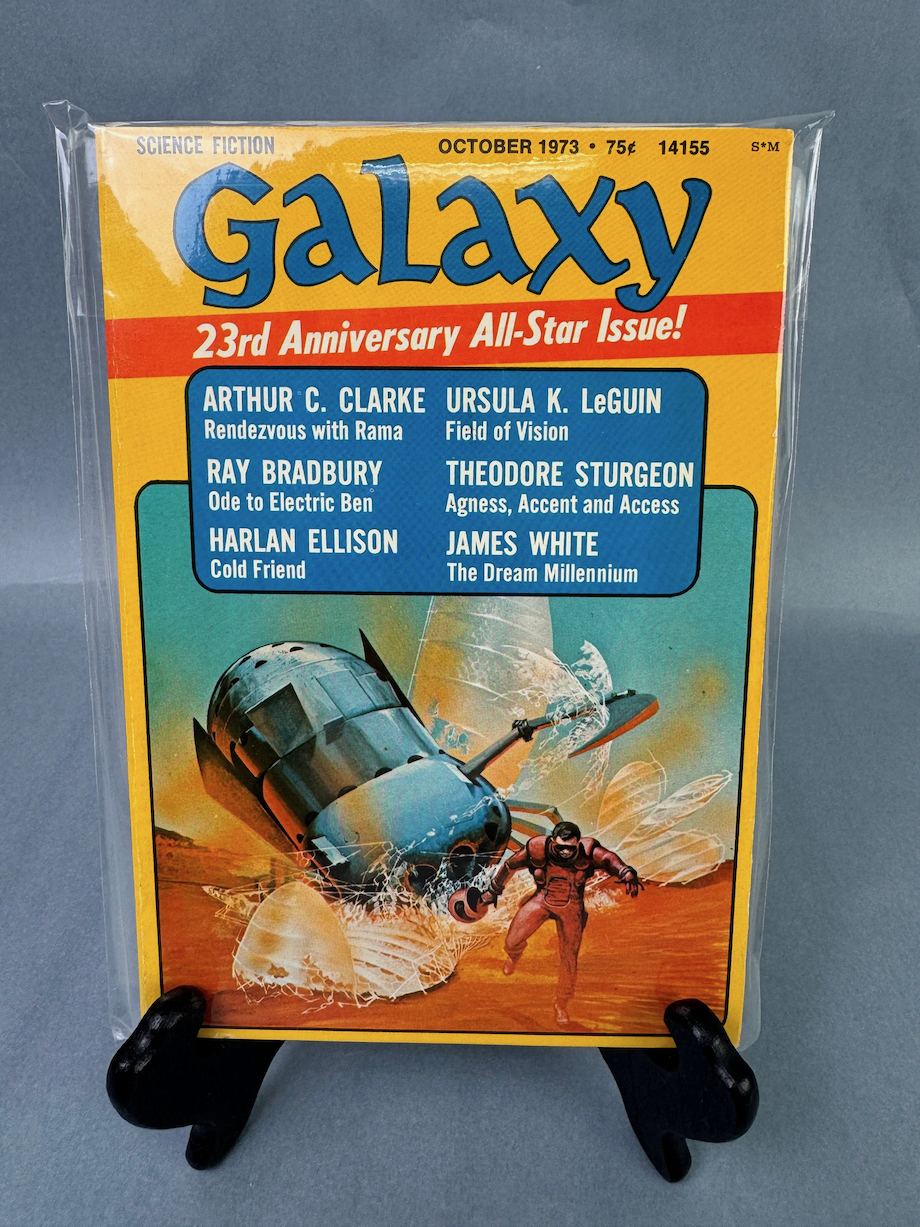 SCIENCE FICTION
OCTOBER 1973 • 75¢ 14155 S*M
Galaxy
23rd Anniversary All-Star Issue!
ARTHUR C. CLARKE
Rendezvous with Rama
URSULA K. LeGUIN
Field of Vision
RAY BRADBURY
Ode to Electric Ben
THEODORE STURGEON
Agness, Accent and Access
HARLAN ELLISON
Cold Friend
JAMES WHITE
The Dream Millennium